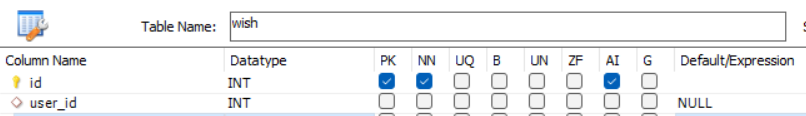 Table Name: wish S
Column Name Datatype PK NN UQ B UN ZF AI G Default/Expression
id INT
user_id INT NULL